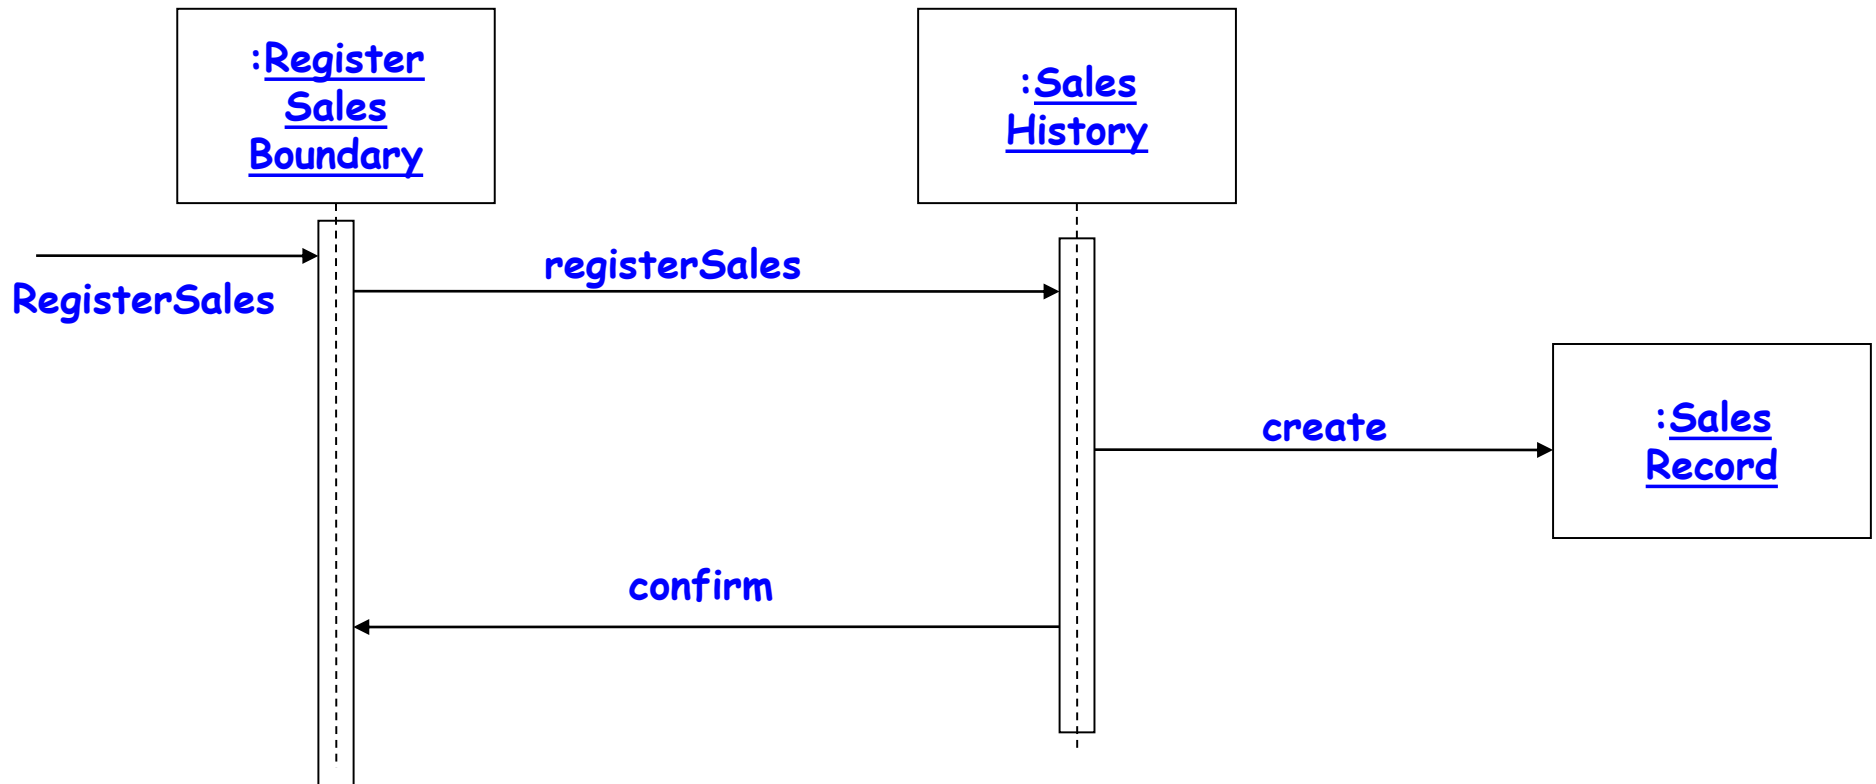 :Register
Sales
Boundary
:Sales
History
RegisterSales
registerSales
create
:Sales
Record
confirm